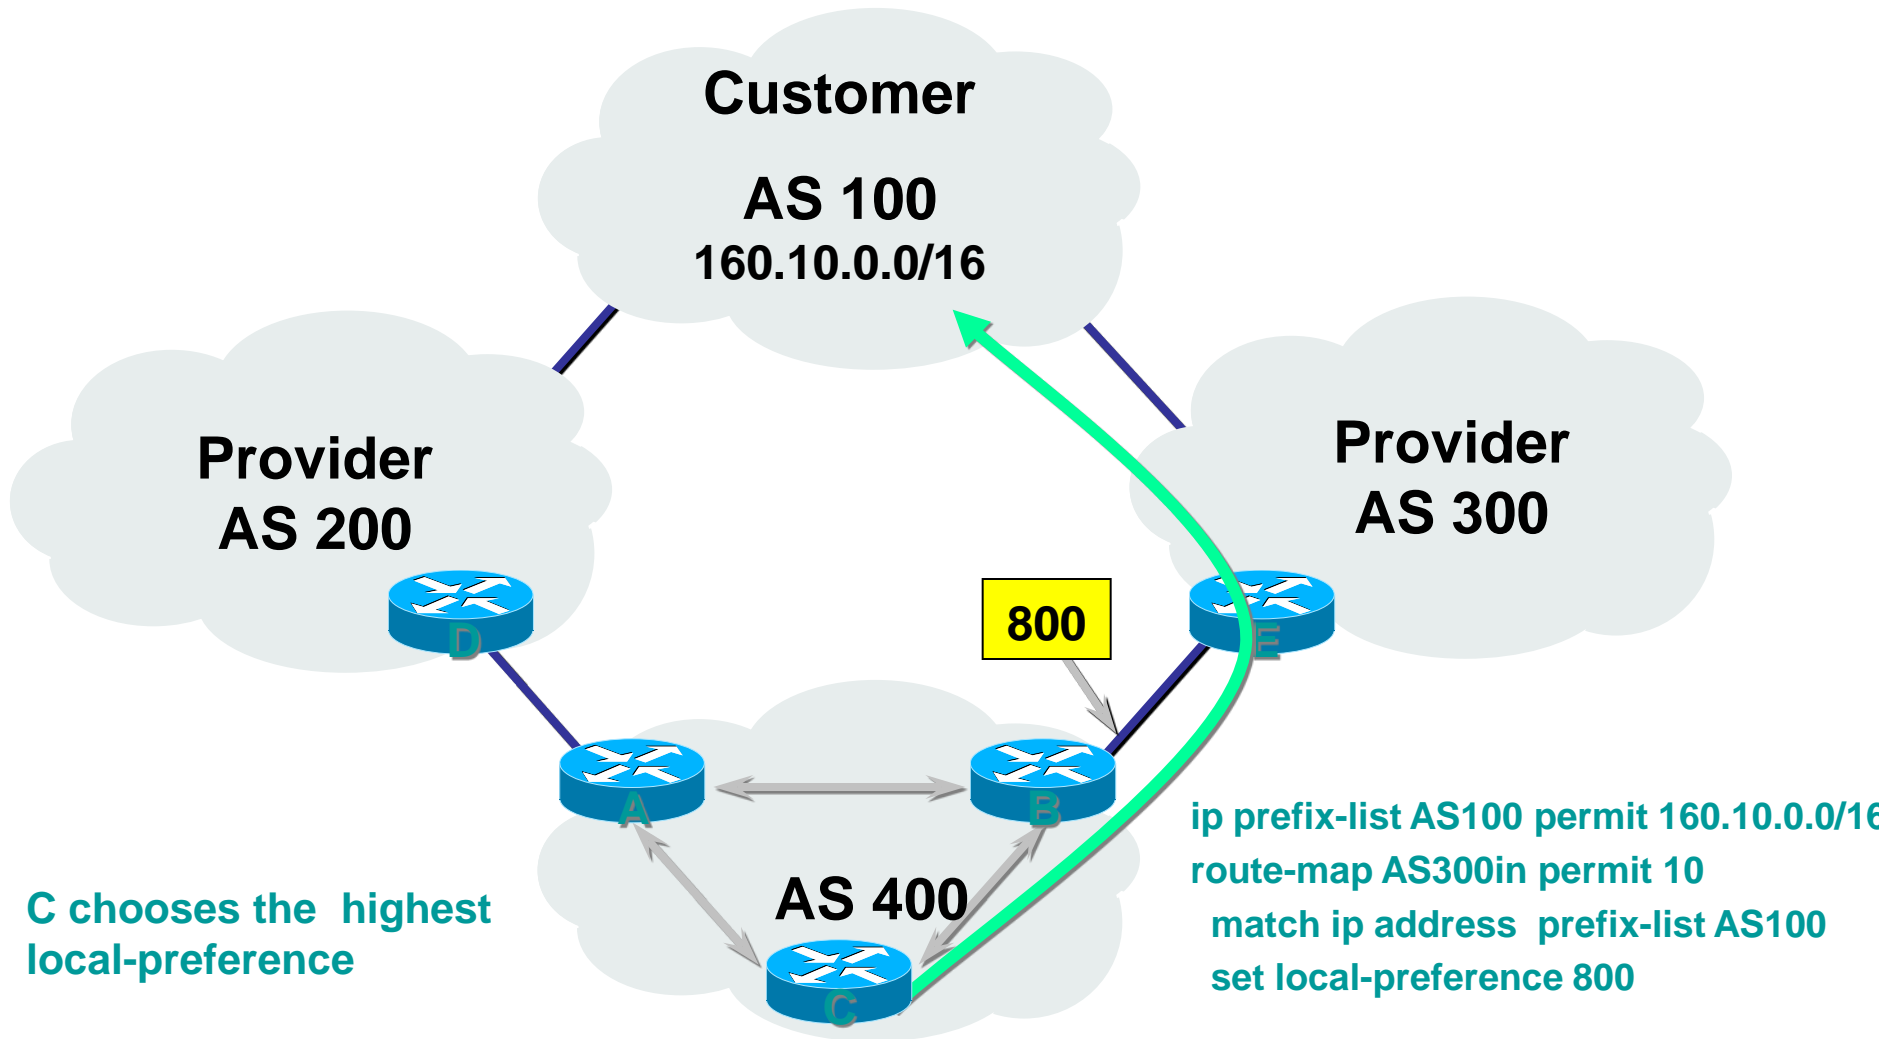 Customer
AS 100
160.10.0.0/16
Provider
AS 200
Provider
AS 300
D
800
E
A
B
ip prefix-list AS100 permit 160.10.0.0/16
route-map AS300in permit 10
match ip address prefix-list AS100
set local-preference 800
AS 400
C chooses the highest
local-preference
C